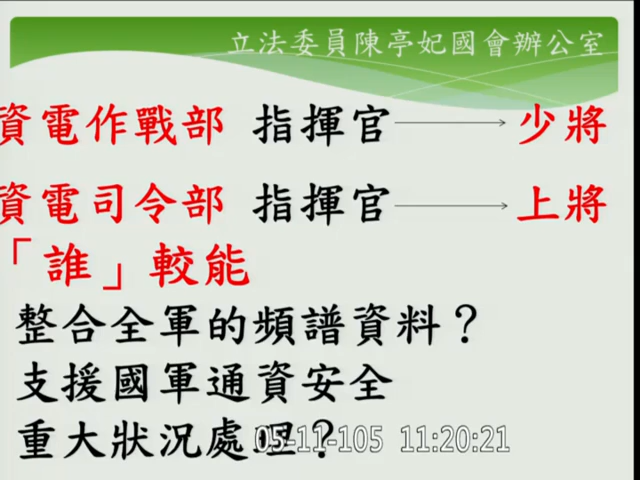 立法委員陳亭妃國會辦公室
資電作戰部 指揮官 → 少將
資電司令部 指揮官 → 上將
「誰」較能
整合全軍的頻譜資料？
支援國軍通資安全
重大狀況處理？
05-11-105 11:20:21